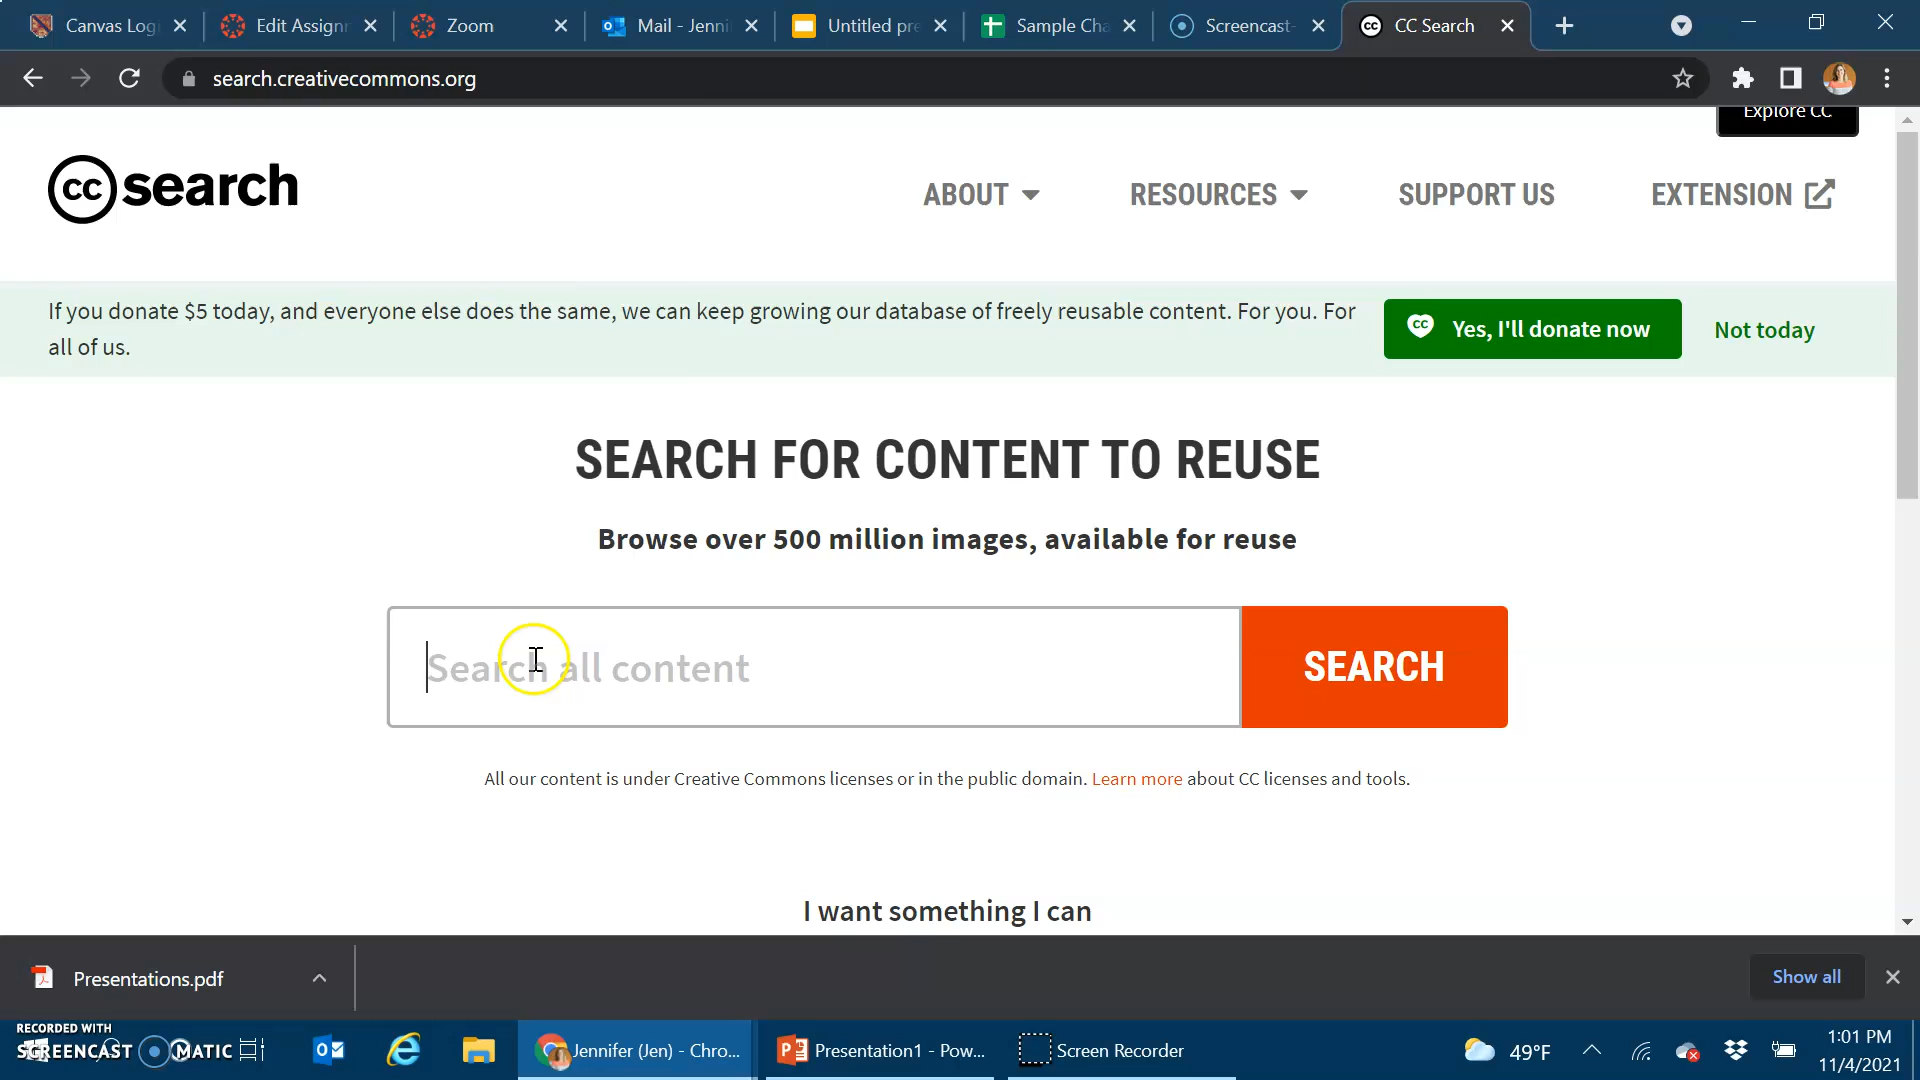 Canvas Log
Edit Assignm
Zoom
Mail - Jenni
Untitled pre
Sample Cha
Screencast-
CC Search
search.creativecommons.org
Explore CC
cc search
ABOUT
RESOURCES
SUPPORT US
EXTENSION
If you donate $5 today, and everyone else does the same, we can keep growing our database of freely reusable content. For you. For
all of us.
CC Yes, I'll donate now
Not today
SEARCH FOR CONTENT TO REUSE
Browse over 500 million images, available for reuse
Search all content
SEARCH
All our content is under Creative Commons licenses or in the public domain. Learn more about CC licenses and tools.
I want something I can
Presentations.pdf
Show all
RECORDED WITH
SCREENCAST MATIC
Jennifer (Jen) - Chro...
Presentation1 - Pow...
Screen Recorder
49°F
1:01 PM
11/4/2021